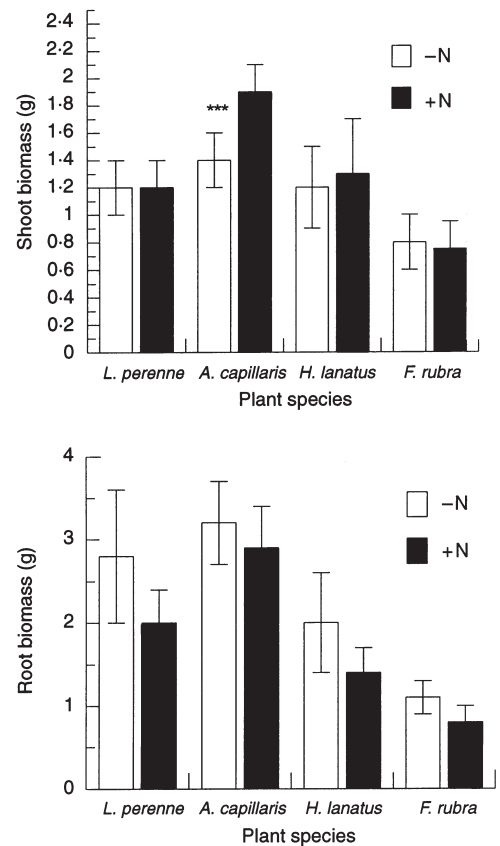 2·4
2·2
2
1·8
1·6
1·4
1·2
1
0·8
0·6
0·4
0·2
0
Shoot biomass (g)
***
–N
+N
L. perenne A. capillaris H. lanatus F. rubra
Plant species
4
3
2
1
0
Root biomass (g)
–N
+N
L. perenne A. capillaris H. lanatus F. rubra
Plant species